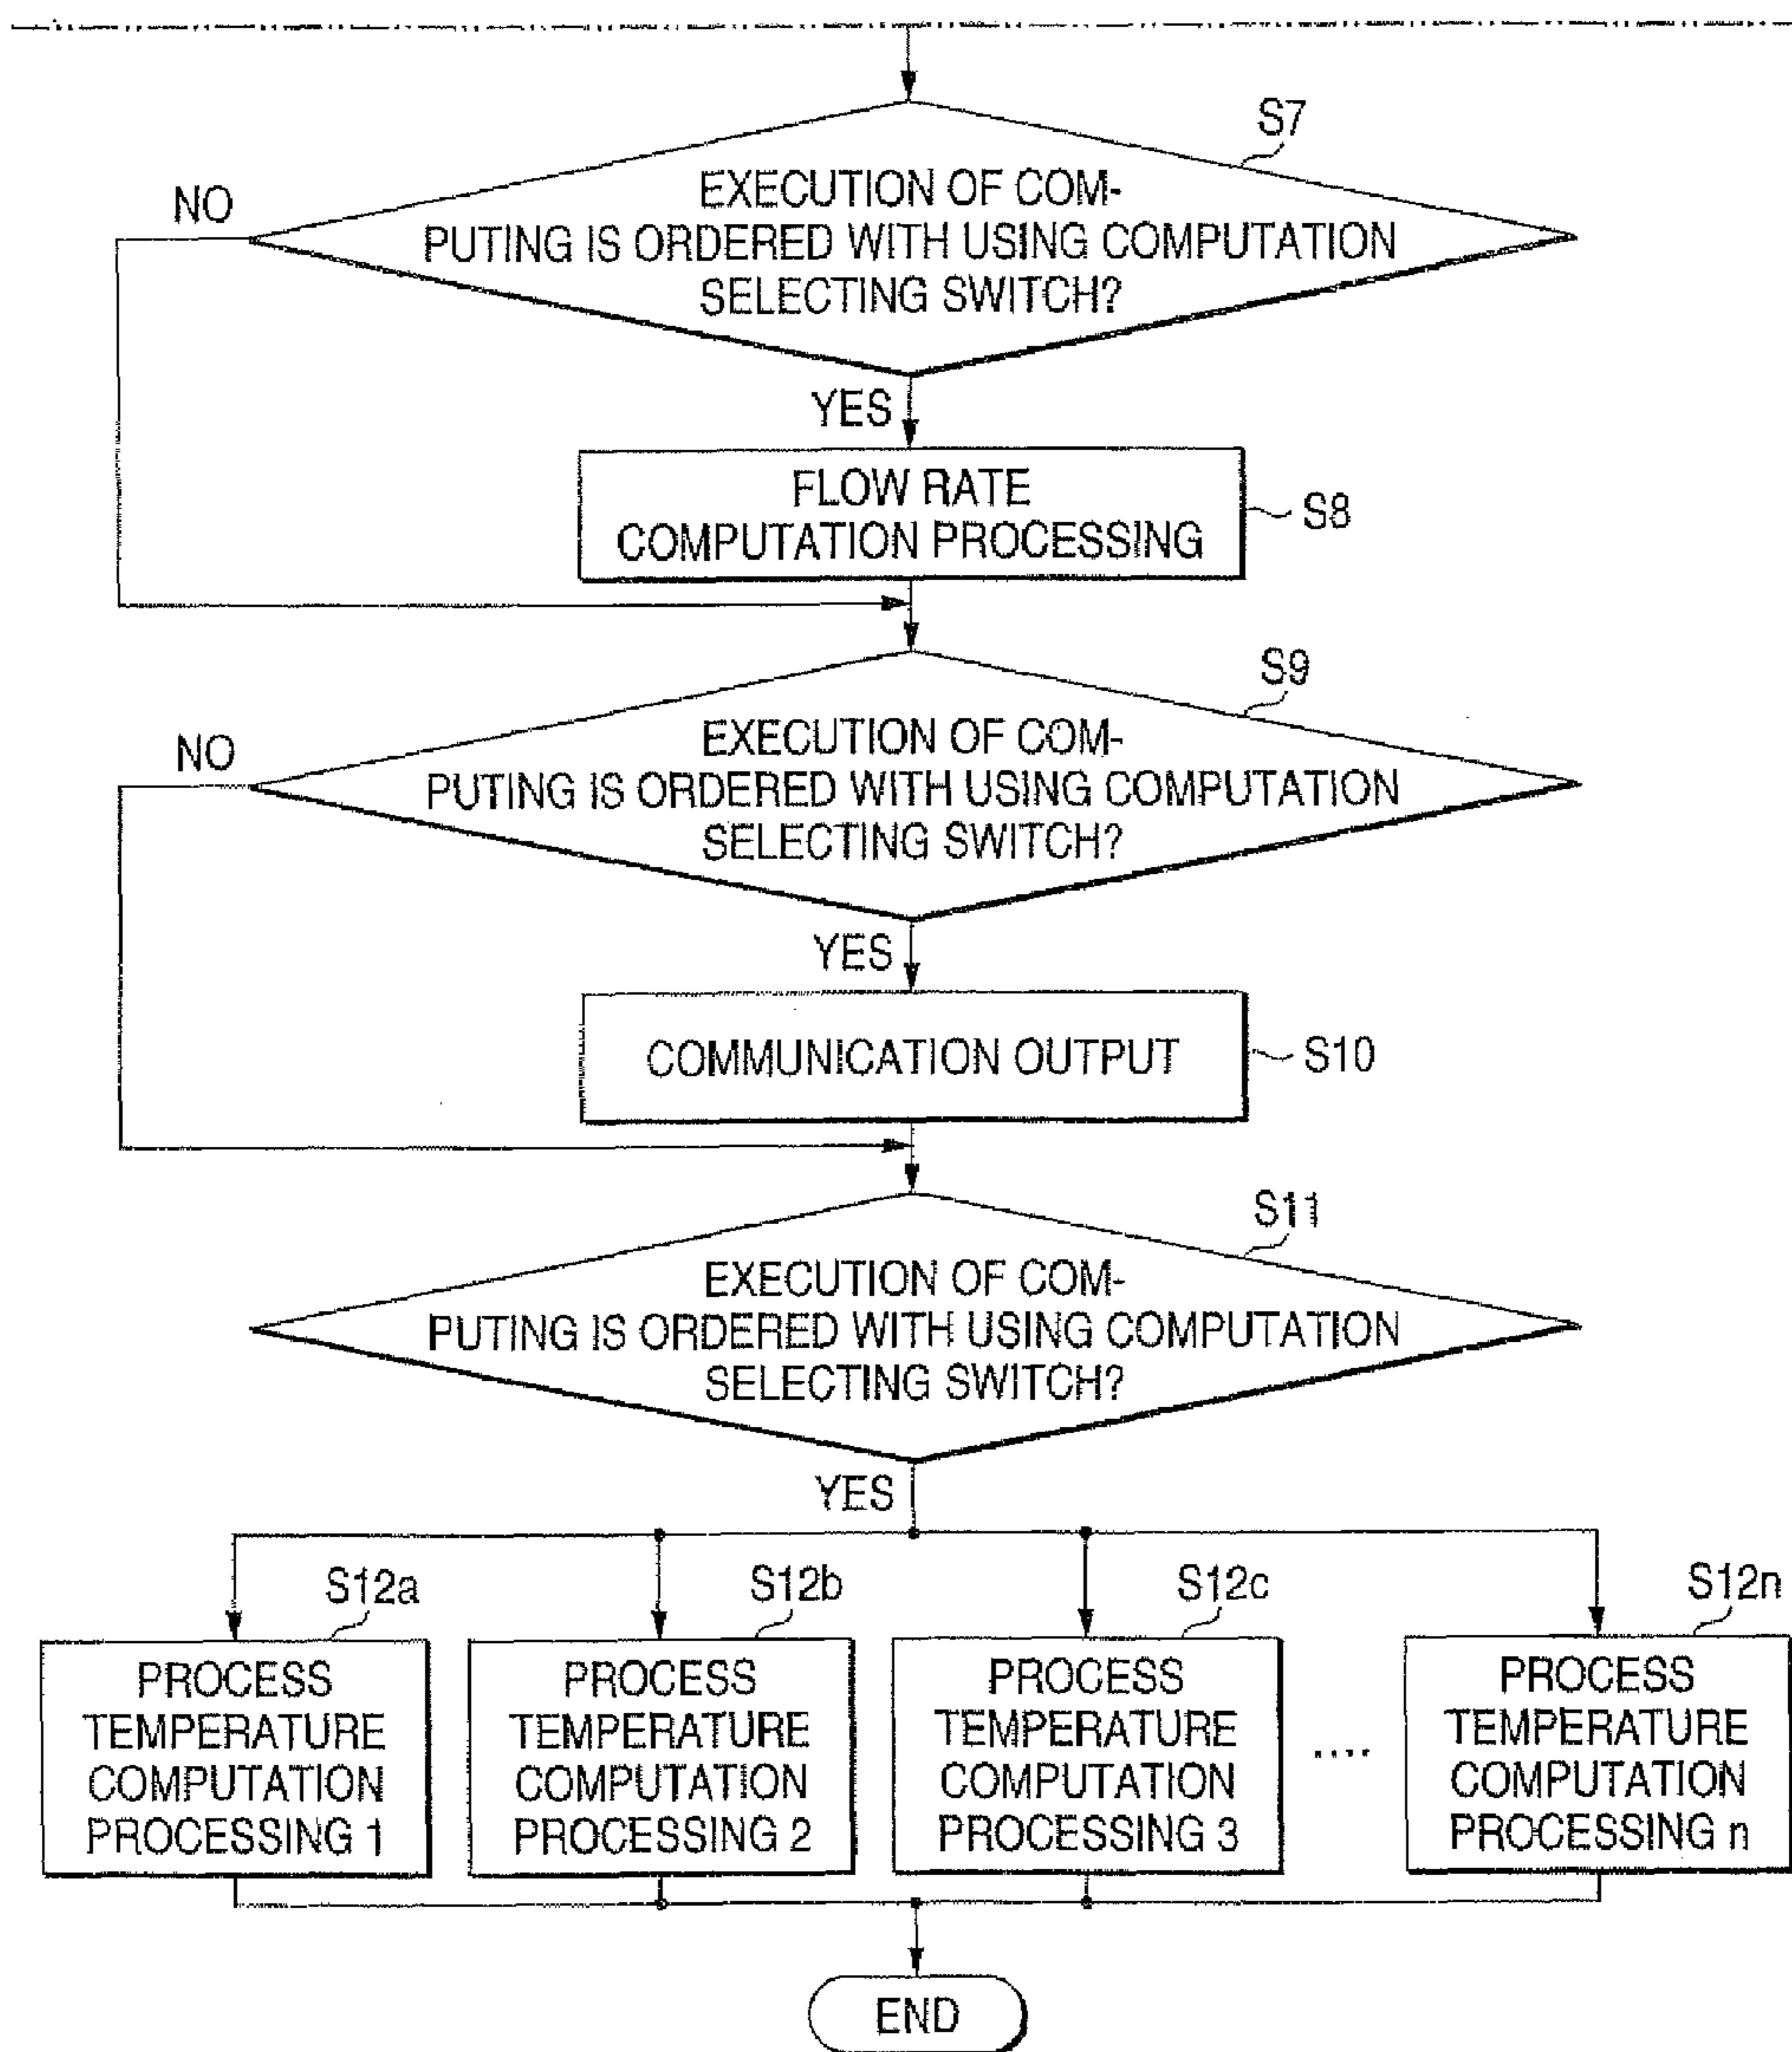 S7
NO
EXECUTION OF COM-
PUTING IS ORDERED WITH USING COMPUTATION
SELECTING SWITCH?
YES
FLOW RATE
COMPUTATION PROCESSING
S8
S9
NO
EXECUTION OF COM-
PUTING IS ORDERED WITH USING COMPUTATION
SELECTING SWITCH?
YES
COMMUNICATION OUTPUT
S10
S11
EXECUTION OF COM-
PUTING IS ORDERED WITH USING COMPUTATION
SELECTING SWITCH?
YES
S12a
PROCESS
TEMPERATURE
COMPUTATION
PROCESSING 1
S12b
PROCESS
TEMPERATURE
COMPUTATION
PROCESSING 2
S12c
PROCESS
TEMPERATURE
COMPUTATION
PROCESSING 3
....
S12n
PROCESS
TEMPERATURE
COMPUTATION
PROCESSING n
END